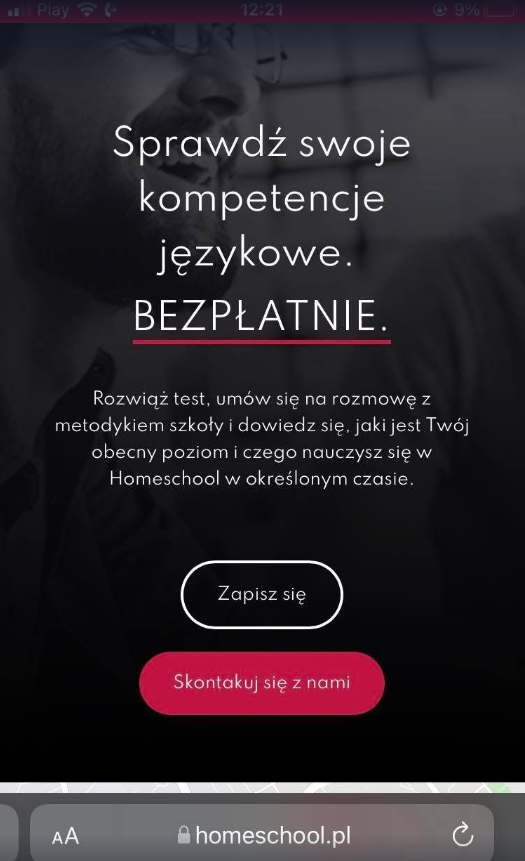 Play 12:21 9%
Sprawdź swoje
kompetencje
językowe.
BEZPŁATNIE.
Rozwiąż test, umów się na rozmowę z
metodykiem szkoły i dowiedz się, jaki jest Twój
obecny poziom i czego nauczysz się w
Homeschool w określonym czasie.
Zapisz się
Skontakuj się z nami
AA homeschool.pl